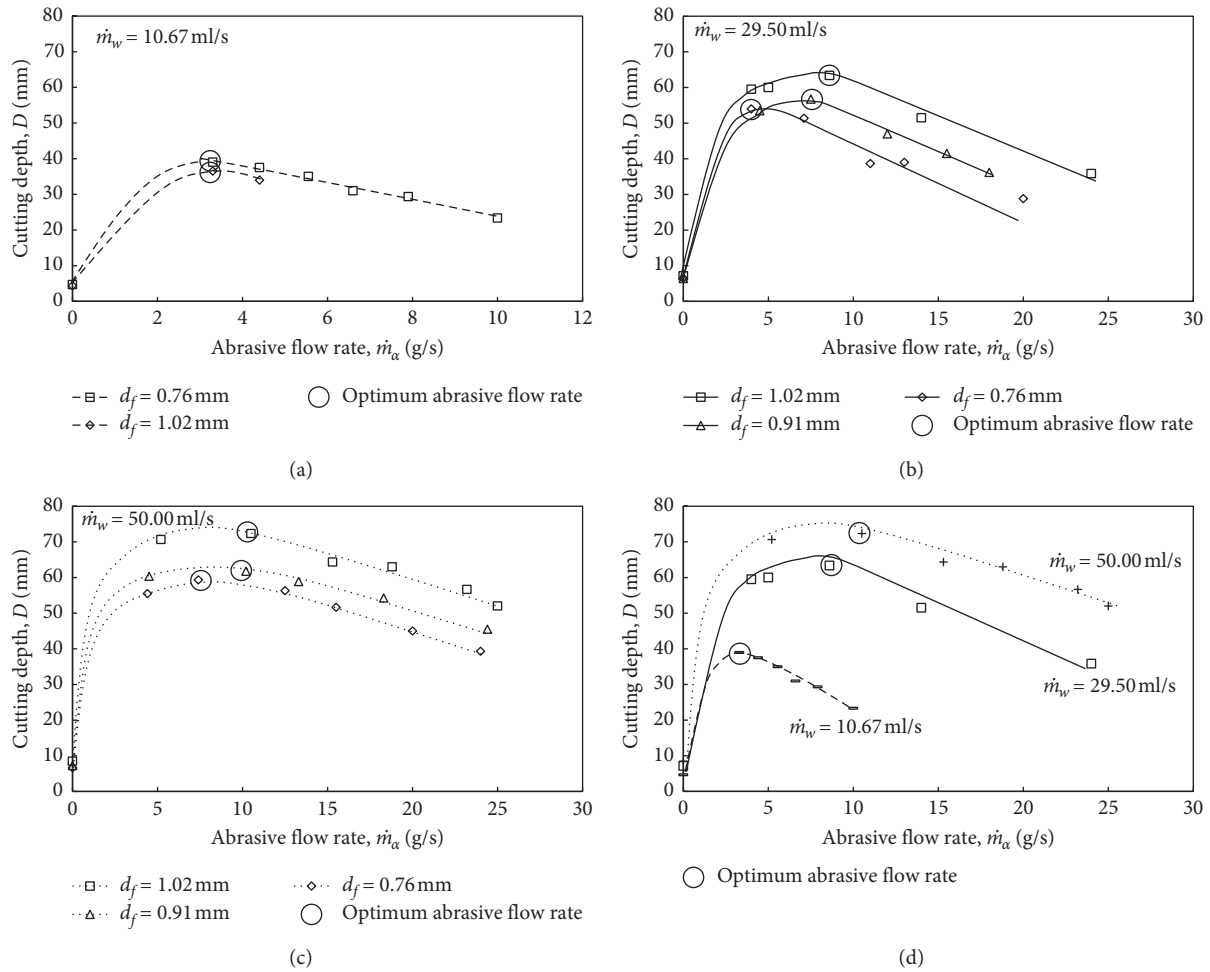 80
70
60
50
40
30
20
10
0
Cutting depth, D (mm)
ṁw = 10.67 ml/s
0 2 4 6 8 10 12
Abrasive flow rate, ṁα (g/s)
df = 0.76 mm
df = 1.02 mm
Optimum abrasive flow rate
(a)
80
70
60
50
40
30
20
10
0
Cutting depth, D (mm)
ṁw = 29.50 ml/s
0 5 10 15 20 25 30
Abrasive flow rate, ṁα (g/s)
df = 1.02 mm
df = 0.91 mm
df = 0.76 mm
Optimum abrasive flow rate
(b)
80
70
60
50
40
30
20
10
0
Cutting depth, D (mm)
ṁw = 50.00 ml/s
0 5 10 15 20 25 30
Abrasive flow rate, ṁα (g/s)
df = 1.02 mm
df = 0.91 mm
df = 0.76 mm
Optimum abrasive flow rate
(c)
80
70
60
50
40
30
20
10
0
Cutting depth, D (mm)
ṁw = 50.00 ml/s
ṁw = 29.50 ml/s
ṁw = 10.67 ml/s
0 5 10 15 20 25 30
Abrasive flow rate, ṁα (g/s)
Optimum abrasive flow rate
(d)